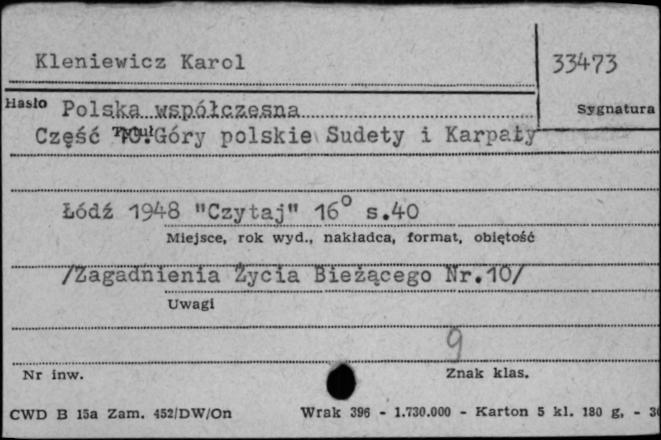 Kleniewicz Karol
33473
Hasło Polska współczesna
Sygnatura
Część Tytuł Góry polskie Sudety i Karpaty
Łódź 1948 "Czytaj" 16° s.40
Miejsce, rok wyd., nakładca, format, objętość
/Zagadnienia Życia Bieżącego Nr.10/
Uwagi
9
Nr inw.
Znak klas.
CWD B 15a Zam. 452/DW/On Wrak 396 - 1.730.000 - Karton 5 kl. 180 g, -